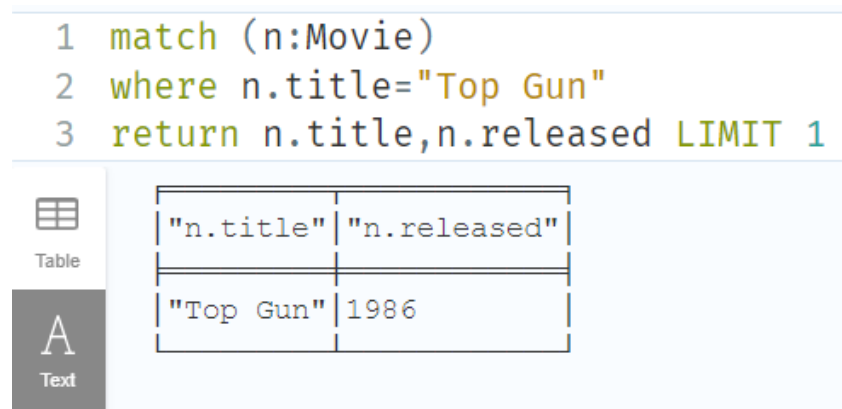 1 match (n:Movie)
2 where n.title="Top Gun"
3 return n.title,n.released LIMIT 1
"n.title" "n.released"
Table
"Top Gun" 1986
A
Text